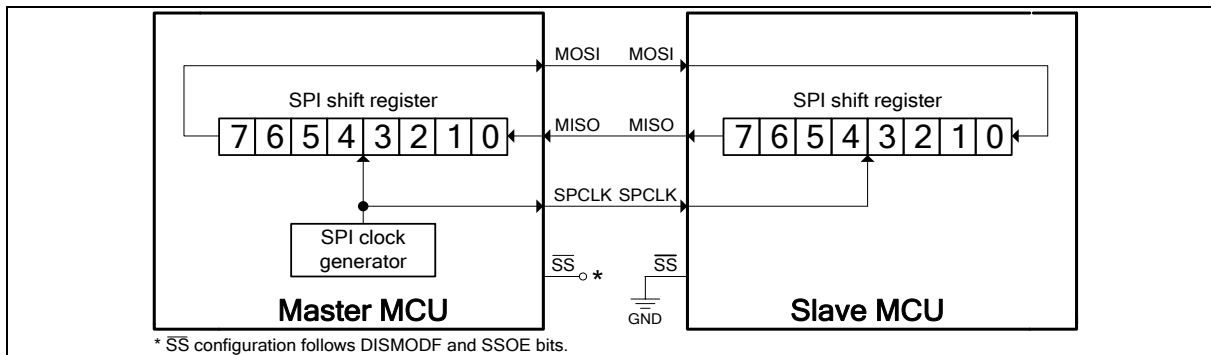 MOSI MOSI
SPI shift register SPI shift register
7 6 5 4 3 2 1 0 MISO MISO 7 6 5 4 3 2 1 0
SPCLK SPCLK
SPI clock
generator
SS * SS
GND
Master MCU Slave MCU
* SS configuration follows DISMODF and SSOE bits.